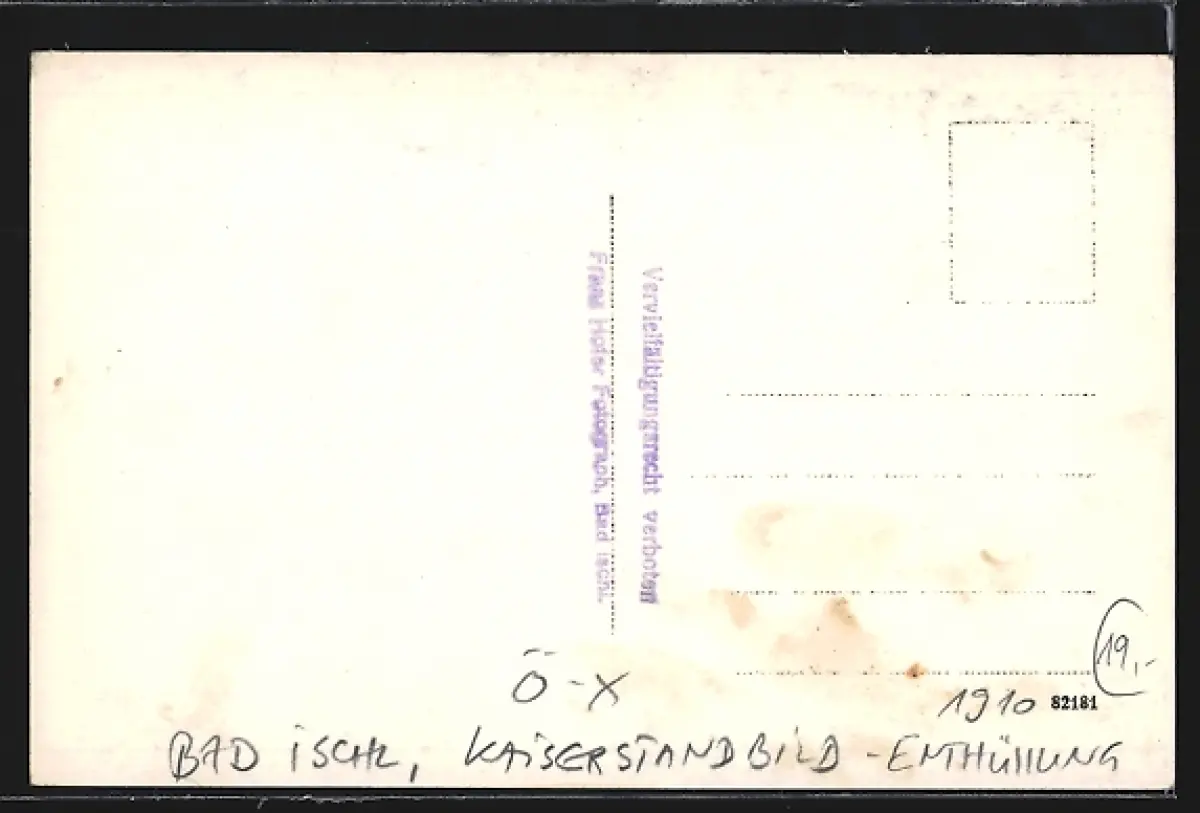 Vervielfältigungsrecht verboten
Franz Hofer Fotograph, Bad Ischl.
19,-
Ö-X
1910 82181
BAD ISCHL, KAISERSTANDBILD-ENTHÜLLUNG